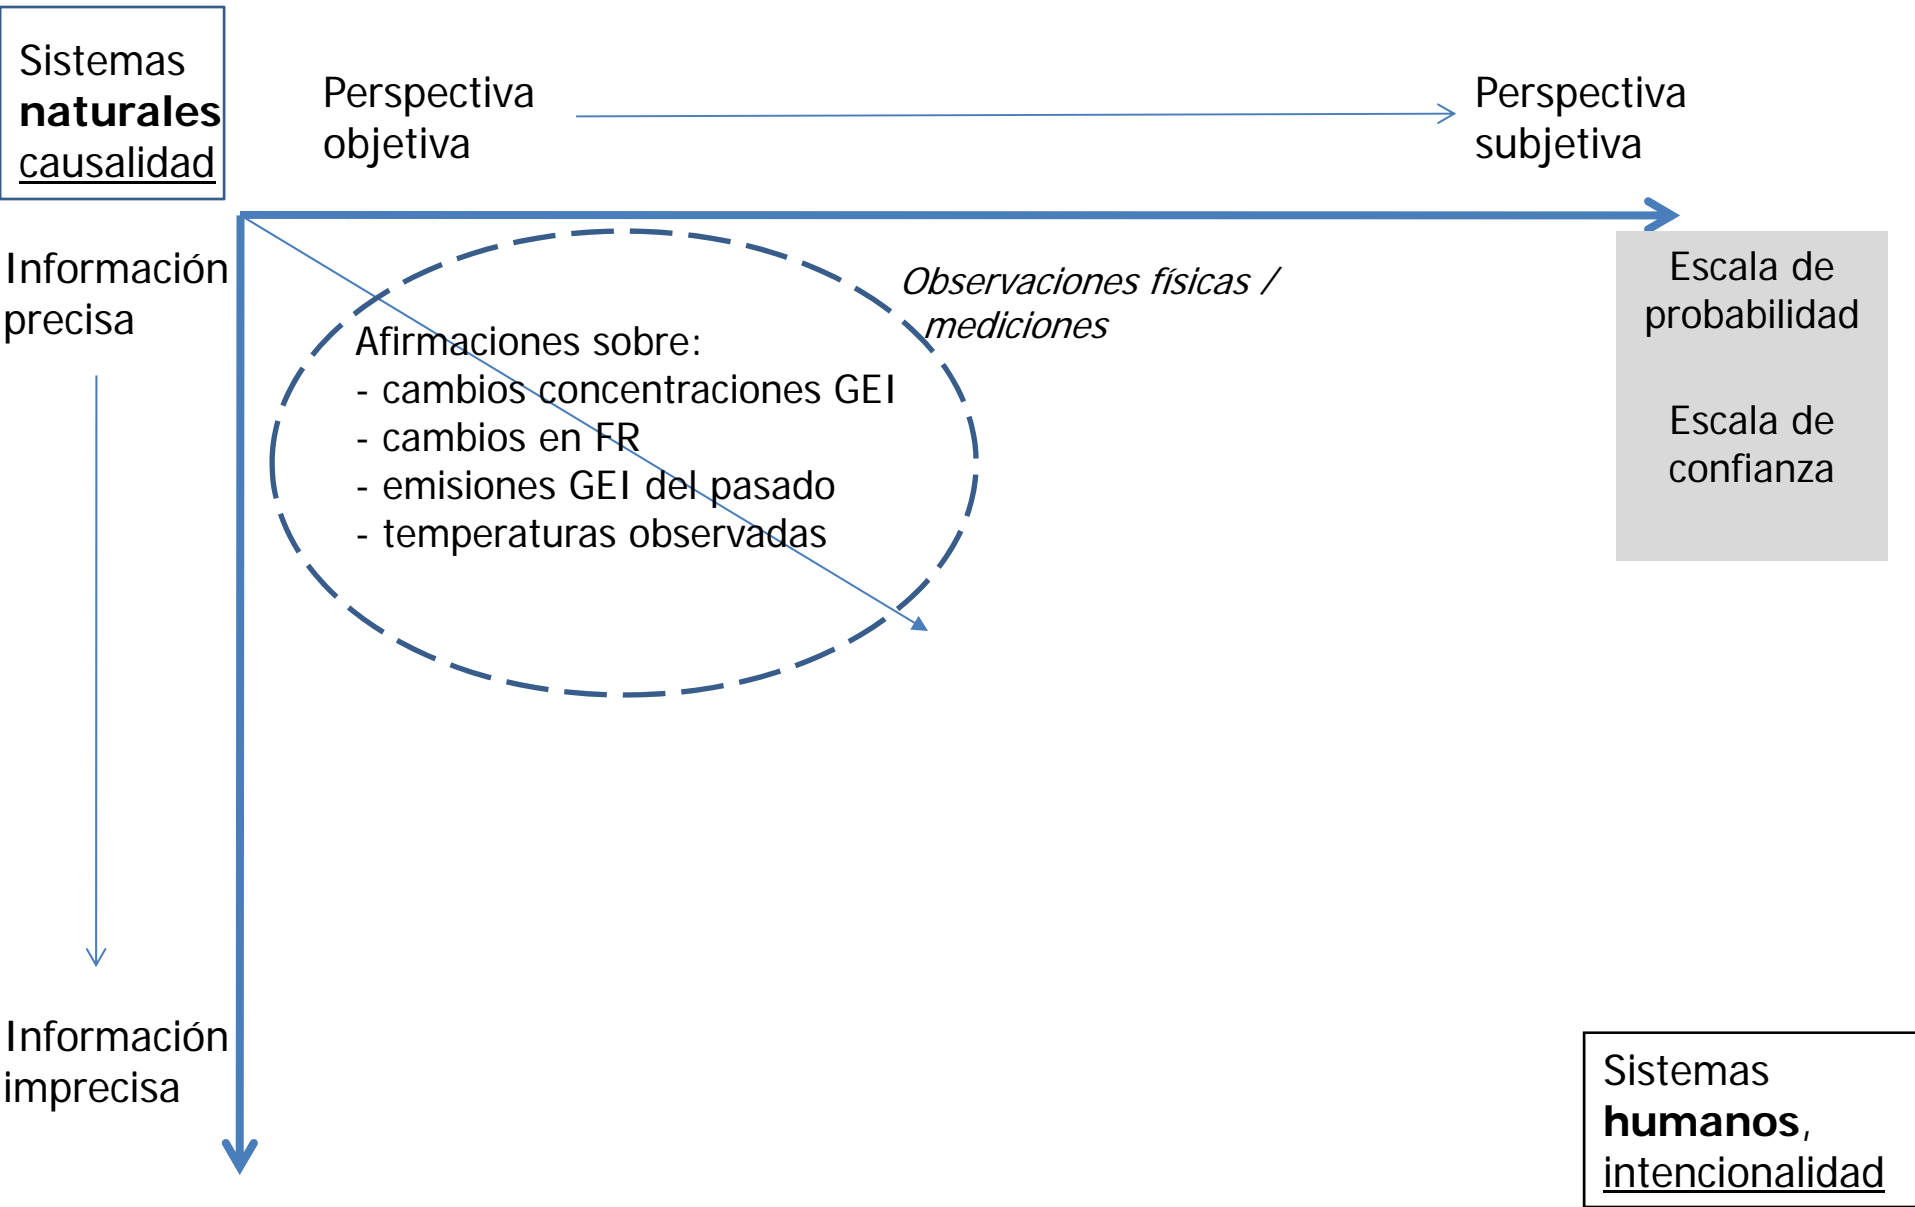 Sistemas
naturales
causalidad
Perspectiva
objetiva
Perspectiva
subjetiva
Información
precisa
Observaciones físicas /
mediciones
Afirmaciones sobre:
- cambios concentraciones GEI
- cambios en FR
- emisiones GEI del pasado
- temperaturas observadas
Escala de
probabilidad
Escala de
confianza
Información
imprecisa
Sistemas
humanos,
intencionalidad